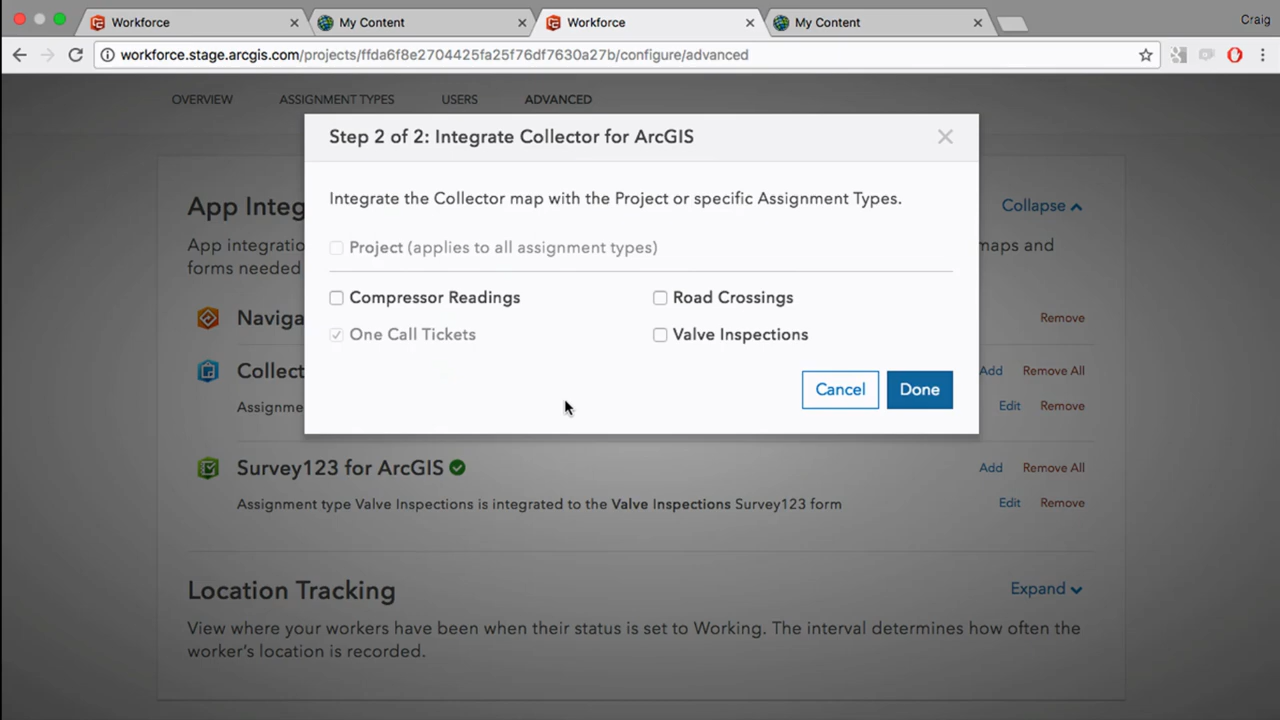 Workforce
My Content
Workforce
My Content
Craig
workforce.stage.arcgis.com/projects/ffda6f8e2704425fa25f76df7630a27b/configure/advanced
OVERVIEW
ASSIGNMENT TYPES
USERS
ADVANCED
Step 2 of 2: Integrate Collector for ArcGIS
Integrate the Collector map with the Project or specific Assignment Types.
Project (applies to all assignment types)
Compressor Readings
Road Crossings
One Call Tickets
Valve Inspections
Cancel
Done
App Integ
Collapse
App integration
maps and
forms needed
Naviga
Remove
Collect
Add
Remove All
Assignme
Edit
Remove
Survey123 for ArcGIS
Add
Remove All
Assignment type Valve Inspections is integrated to the Valve Inspections Survey123 form
Edit
Remove
Location Tracking
Expand
View where your workers have been when their status is set to Working. The interval determines how often the
worker's location is recorded.